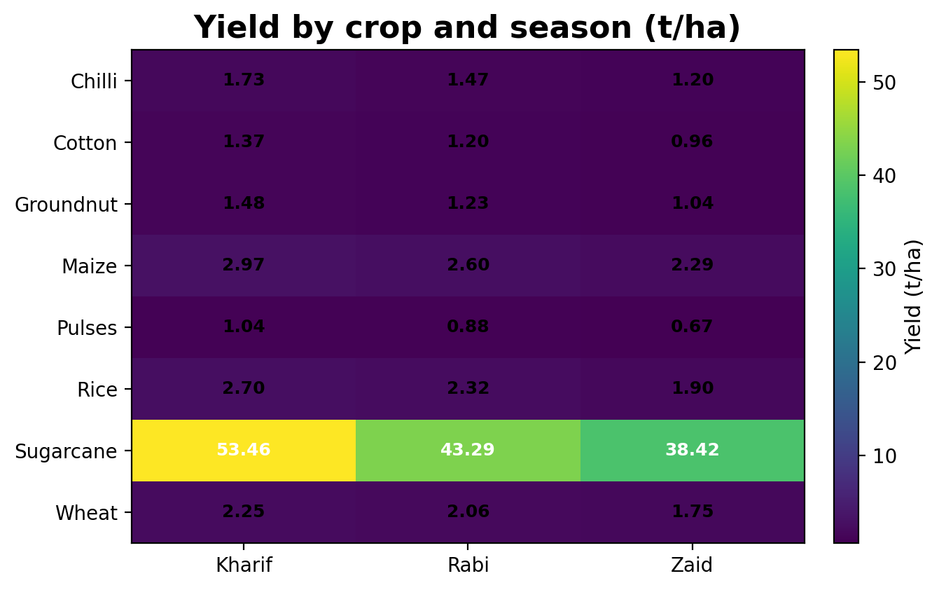 Yield by crop and season (t/ha)
Chilli 1.73 1.47 1.20
Cotton 1.37 1.20 0.96
Groundnut 1.48 1.23 1.04
Maize 2.97 2.60 2.29
Pulses 1.04 0.88 0.67
Rice 2.70 2.32 1.90
Sugarcane 53.46 43.29 38.42
Wheat 2.25 2.06 1.75
Kharif Rabi Zaid
50
40
30
20
10
Yield (t/ha)